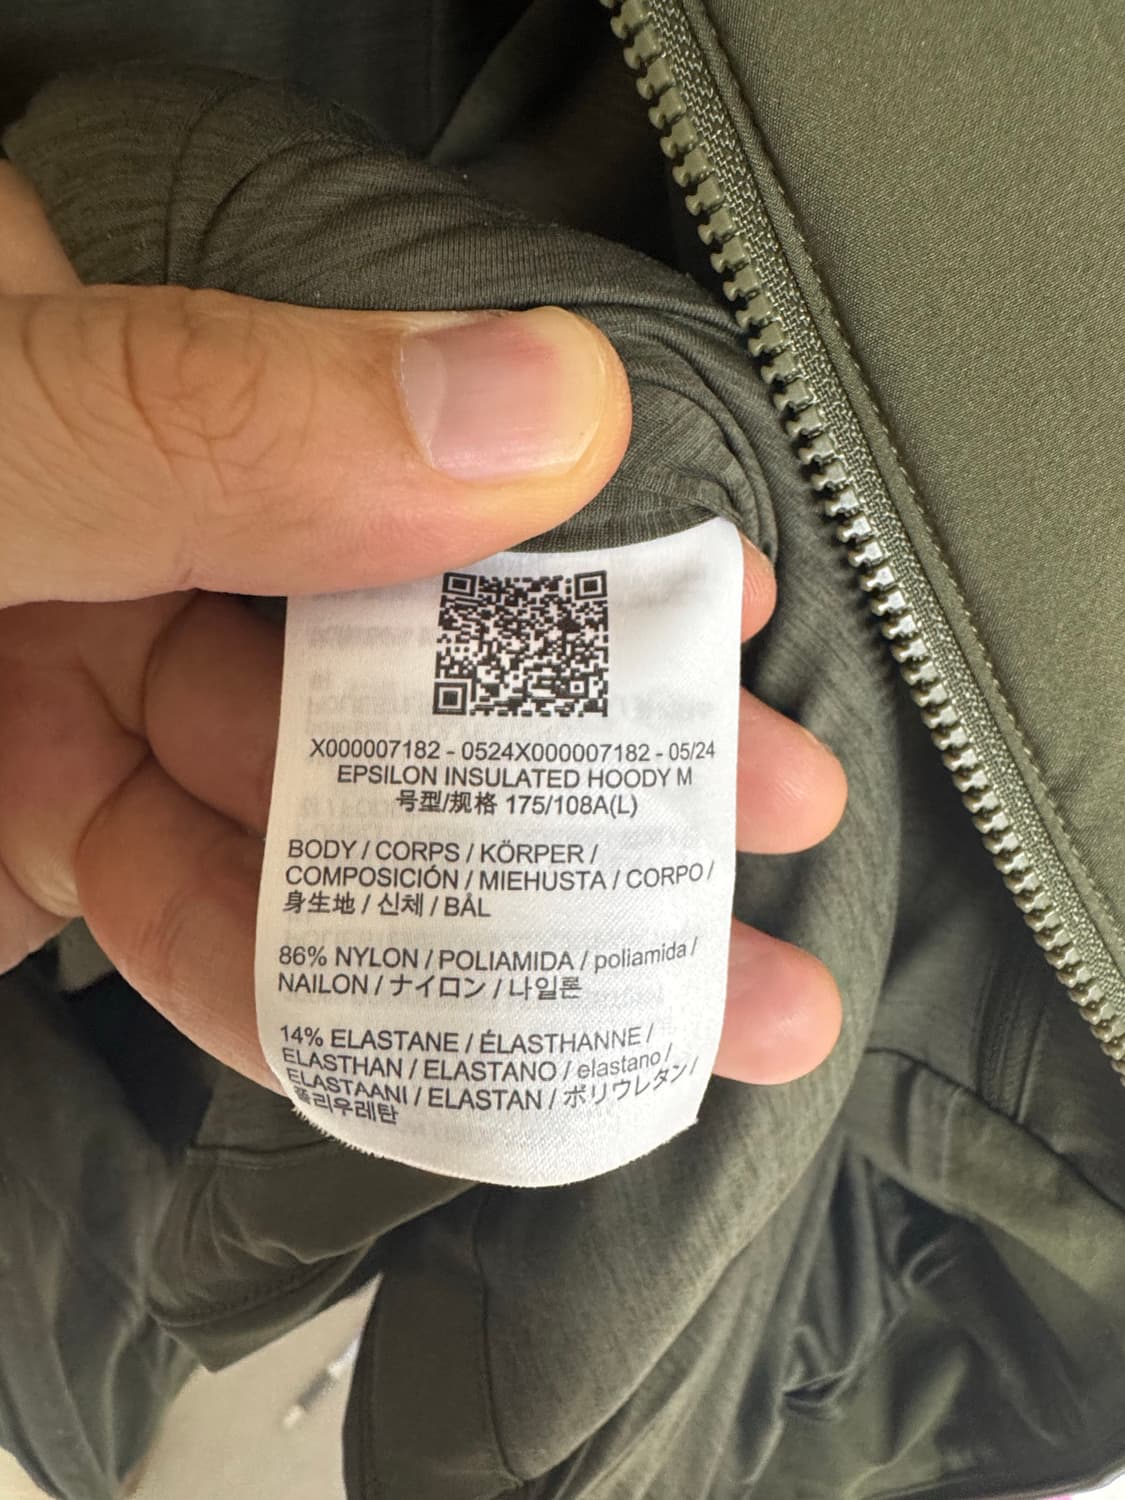 X000007182 - 0524X000007182 - 05/24
EPSILON INSULATED HOODY M
号型/规格 175/108A(L)
BODY / CORPS / KÖRPER /
COMPOSICIÓN / MIEHUSTA / CORPO /
身生地 / 신체 / BÅL
86% NYLON / POLIAMIDA / poliamida /
NAILON / ナイロン / 나일론
14% ELASTANE / ÉLASTHANNE /
ELASTHAN / ELASTANO / elastano /
ELASTAANI / ELASTAN / ポリウレタン /
폴리우레탄